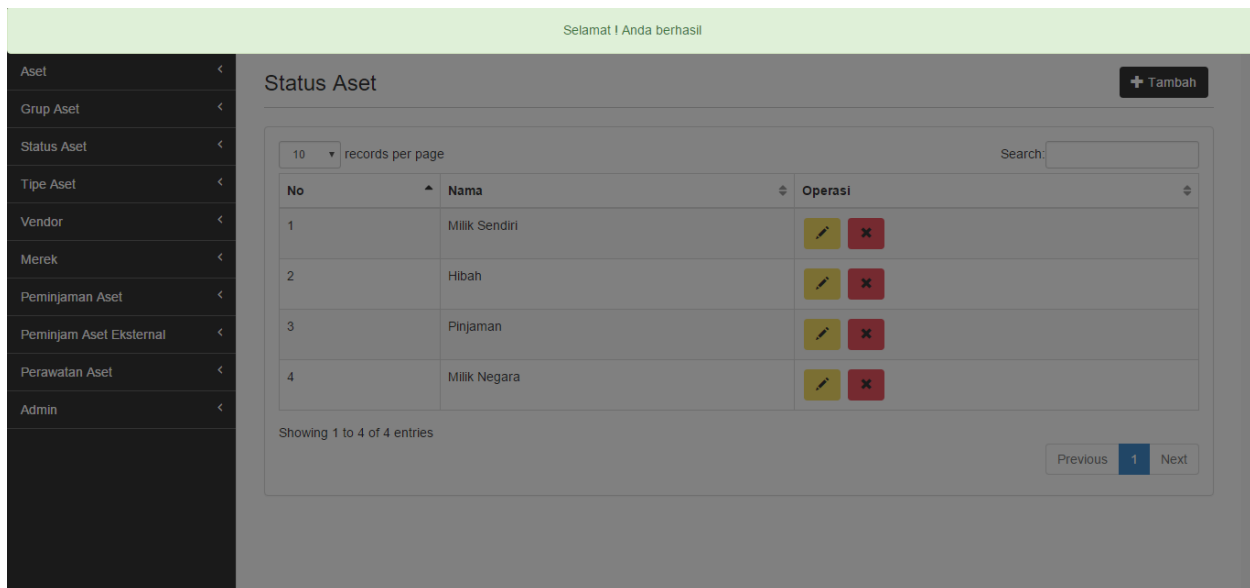 Selamat ! Anda berhasil
Aset
Grup Aset
Status Aset
Tipe Aset
Vendor
Merek
Peminjaman Aset
Peminjam Aset Eksternal
Perawatan Aset
Admin
Status Aset
Tambah
10 records per page
Search:
No Nama Operasi
1 Milik Sendiri
2 Hibah
3 Pinjaman
4 Milik Negara
Showing 1 to 4 of 4 entries
Previous 1 Next